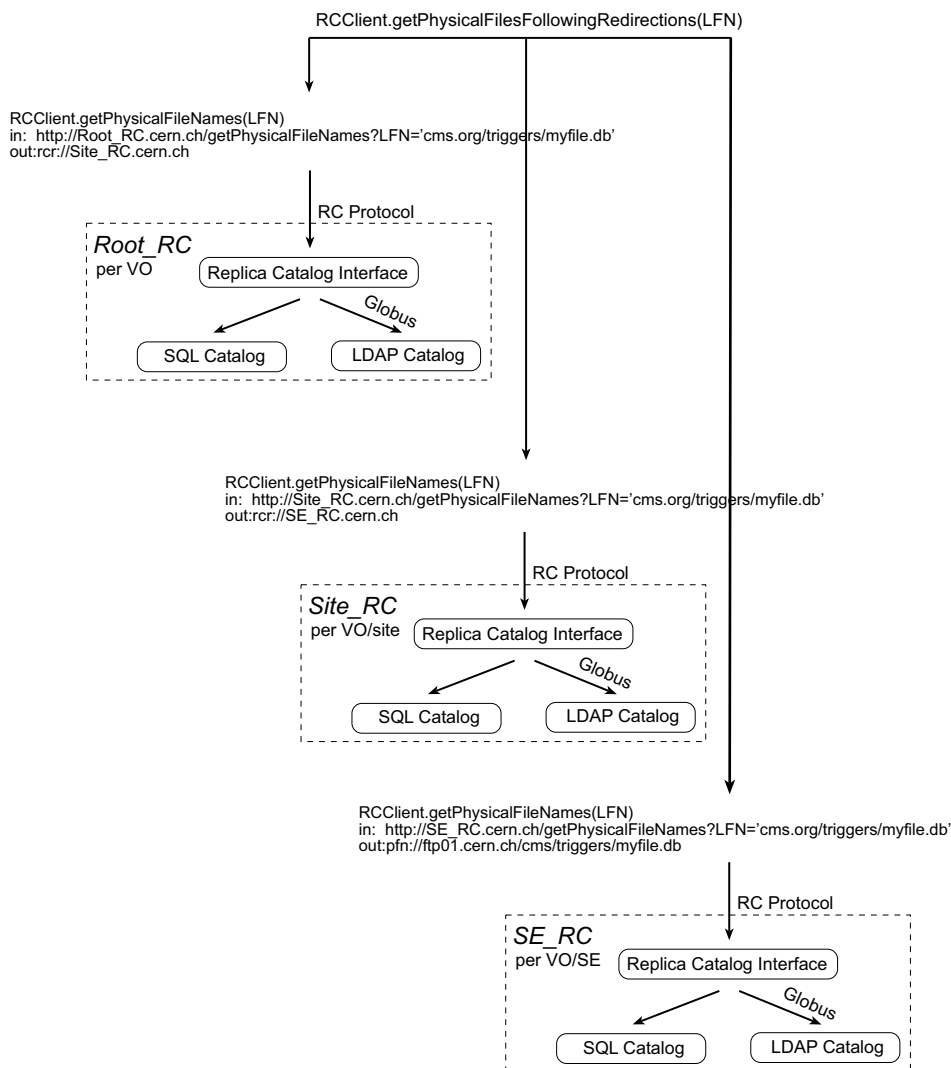 RCClient.getPhysicalFilesFollowingRedirections(LFN)
RCClient.getPhysicalFileNames(LFN)
in:  http://Root_RC.cern.ch/getPhysicalFileNames?LFN='cms.org/triggers/myfile.db'
out:rcr://Site_RC.cern.ch
RC Protocol
Root_RC
per VO
Replica Catalog Interface
Globus
SQL Catalog
LDAP Catalog
RCClient.getPhysicalFileNames(LFN)
in:  http://Site_RC.cern.ch/getPhysicalFileNames?LFN='cms.org/triggers/myfile.db'
out:rcr://SE_RC.cern.ch
RC Protocol
Site_RC
per VO/site
Replica Catalog Interface
Globus
SQL Catalog
LDAP Catalog
RCClient.getPhysicalFileNames(LFN)
in:  http://SE_RC.cern.ch/getPhysicalFileNames?LFN='cms.org/triggers/myfile.db'
out:pfn://ftp01.cern.ch/cms/triggers/myfile.db
RC Protocol
SE_RC
per VO/SE
Replica Catalog Interface
Globus
SQL Catalog
LDAP Catalog